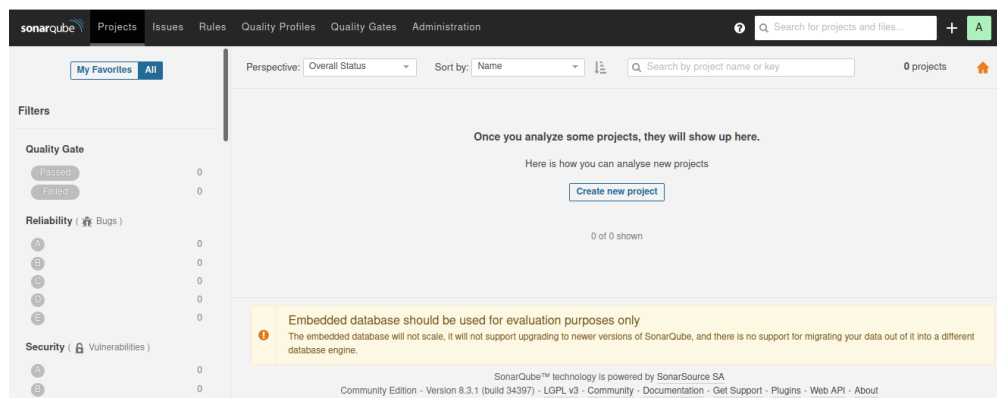 sonarqube Projects Issues Rules Quality Profiles Quality Gates Administration ? Search for projects and files... + A
My Favorites All
Perspective: Overall Status Sort by: Name Search by project name or key 0 projects
Filters
Quality Gate
Passed 0
Failed 0
Reliability ( Bugs )
A 0
B 0
C 0
D 0
E 0
Security ( Vulnerabilities )
A 0
B 0
Once you analyze some projects, they will show up here.
Here is how you can analyse new projects
Create new project
0 of 0 shown
Embedded database should be used for evaluation purposes only
The embedded database will not scale, it will not support upgrading to newer versions of SonarQube, and there is no support for migrating your data out of it into a different
database engine.
SonarQube™ technology is powered by SonarSource SA
Community Edition - Version 8.3.1 (build 34397) - LGPL v3 - Community - Documentation - Get Support - Plugins - Web API - About